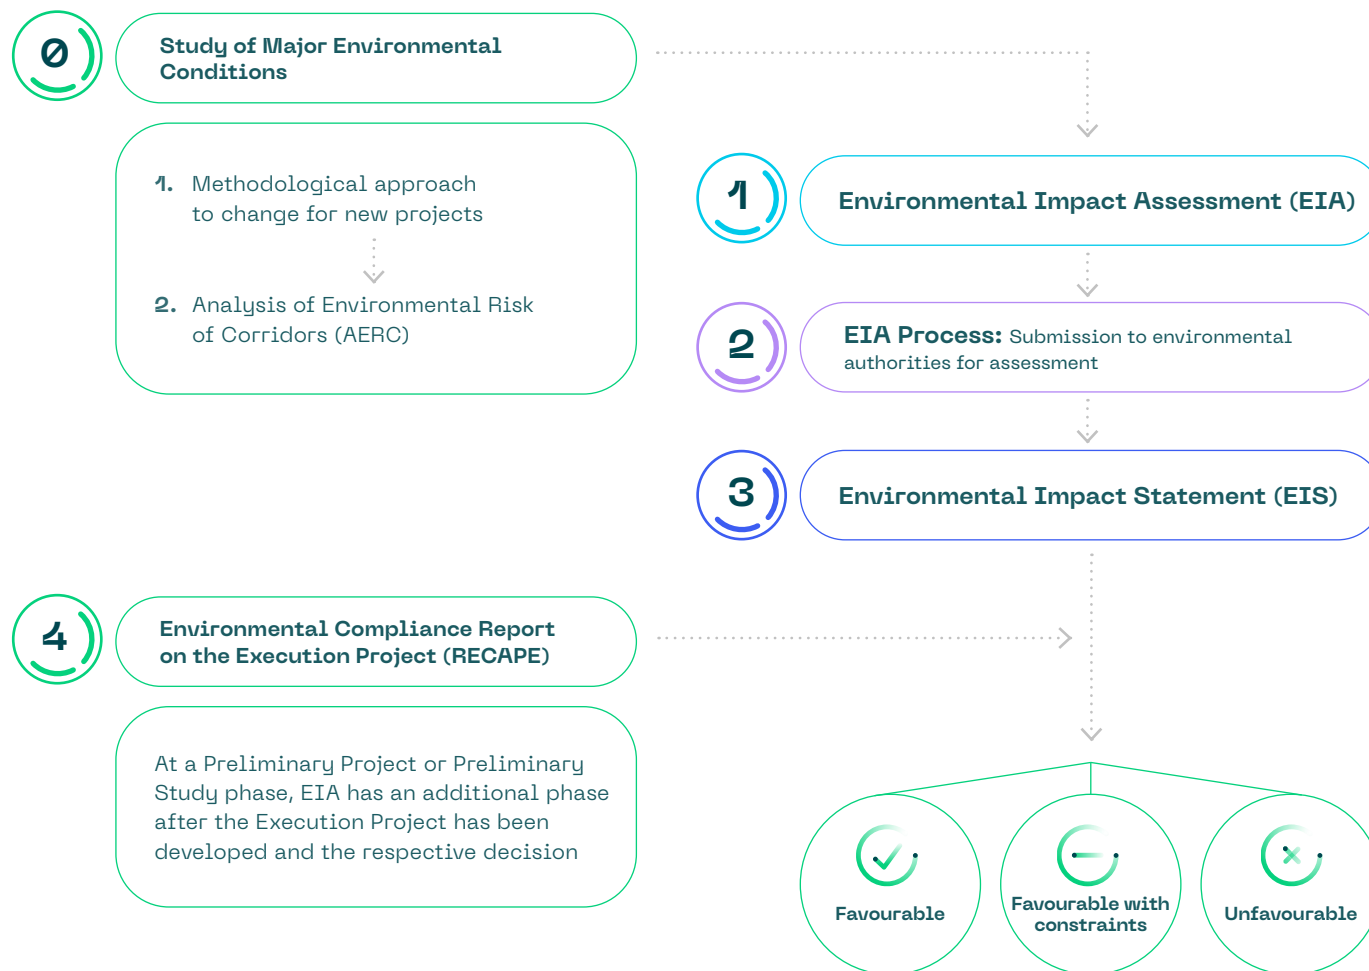 0
Study of Major Environmental
Conditions
1. Methodological approach
to change for new projects
2. Analysis of Environmental Risk
of Corridors (AERC)
1
Environmental Impact Assessment (EIA)
2
EIA Process: Submission to environmental
authorities for assessment
3
Environmental Impact Statement (EIS)
4
Environmental Compliance Report
on the Execution Project (RECAPE)
At a Preliminary Project or Preliminary
Study phase, EIA has an additional phase
after the Execution Project has been
developed and the respective decision
Favourable
Favourable with
constraints
Unfavourable